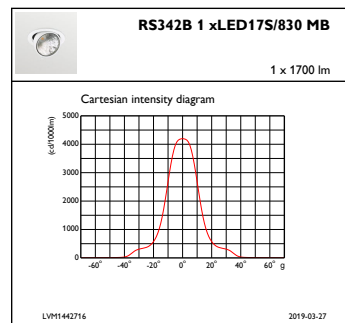 RS342B 1 xLED17S/830 MB
1 x 1700 lm
Cartesian intensity diagram
(cd/1000lm)
5000
4000
3000
2000
1000
0
-60° -40° -20° 0° 20° 40° 60° g
LVM1442716 2019-03-27